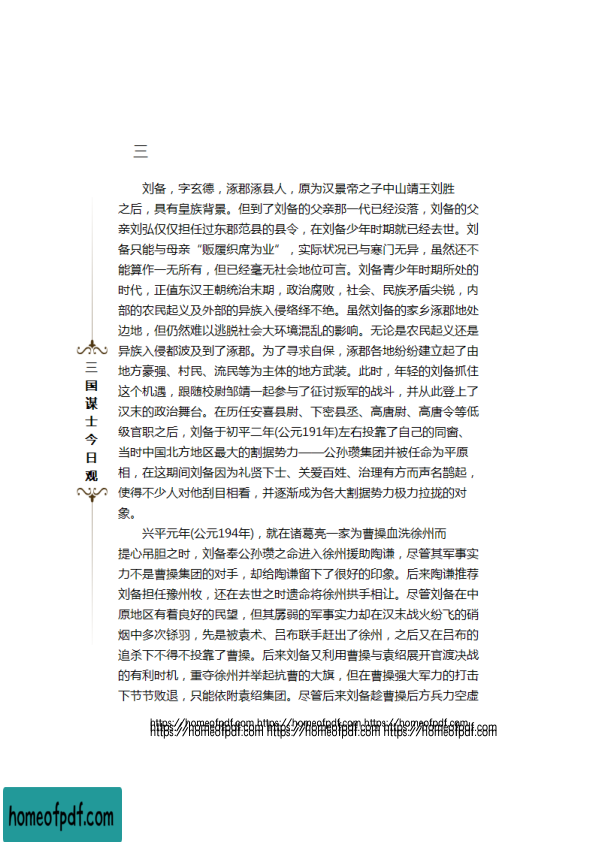 三
刘备，字玄德，涿郡涿县人，原为汉景帝之子中山靖王刘胜
之后，具有皇族背景。但到了刘备的父亲那一代已经没落，刘备的父
亲刘弘仅仅担任过东郡范县的县令，在刘备少年时期就已经去世。刘
备只能与母亲“贩履织席为业”，实际状况已与寒门无异，虽然还不
能算作一无所有，但已经毫无社会地位可言。刘备青少年时期所处的
时代，正值东汉王朝统治末期，政治腐败，社会、民族矛盾尖锐，内
部的农民起义及外部的异族入侵络绎不绝。虽然刘备的家乡涿郡地处
边地，但仍然难以逃脱社会大环境混乱的影响。无论是农民起义还是
异族入侵都波及到了涿郡。为了寻求自保，涿郡各地纷纷建立起了由
地方豪强、村民、流民等为主体的地方武装。此时，年轻的刘备抓住
这个机遇，跟随校尉邹靖一起参与了征讨叛军的战斗，并从此登上了
汉末的政治舞台。在历任安喜县尉、下密县丞、高唐尉、高唐令等低
级官职之后，刘备于初平二年(公元191年)左右投靠了自己的同窗、
当时中国北方地区最大的割据势力——公孙瓒集团并被任命为平原
相，在这期间刘备因为礼贤下士、关爱百姓、治理有方而声名鹊起，
使得不少人对他刮目相看，并逐渐成为各大割据势力极力拉拢的对
象。
兴平元年(公元194年)，就在诸葛亮一家为曹操血洗徐州而
提心吊胆之时，刘备奉公孙瓒之命进入徐州援助陶谦，尽管其军事实
力不是曹操集团的对手，却给陶谦留下了很好的印象。后来陶谦推荐
刘备担任豫州牧，还在去世之时遗命将徐州拱手相让。尽管刘备在中
原地区有着良好的民望，但其孱弱的军事实力却在汉末战火纷飞的硝
烟中多次铩羽，先是被袁术、吕布联手赶出了徐州，之后又在吕布的
追杀下不得不投靠了曹操。后来刘备又利用曹操与袁绍展开官渡决战
的有利时机，重夺徐州并举起抗曹的大旗，但在曹操强大军力的打击
下节节败退，只能依附袁绍集团。尽管后来刘备趁曹操后方兵力空虚
三国谋士今日观
https://homeofpdf.com https://homeofpdf.com https://homeofpdf.com
https://homeofpdf.com https://homeofpdf.com https://homeofpdf.com
homeofpdf.com